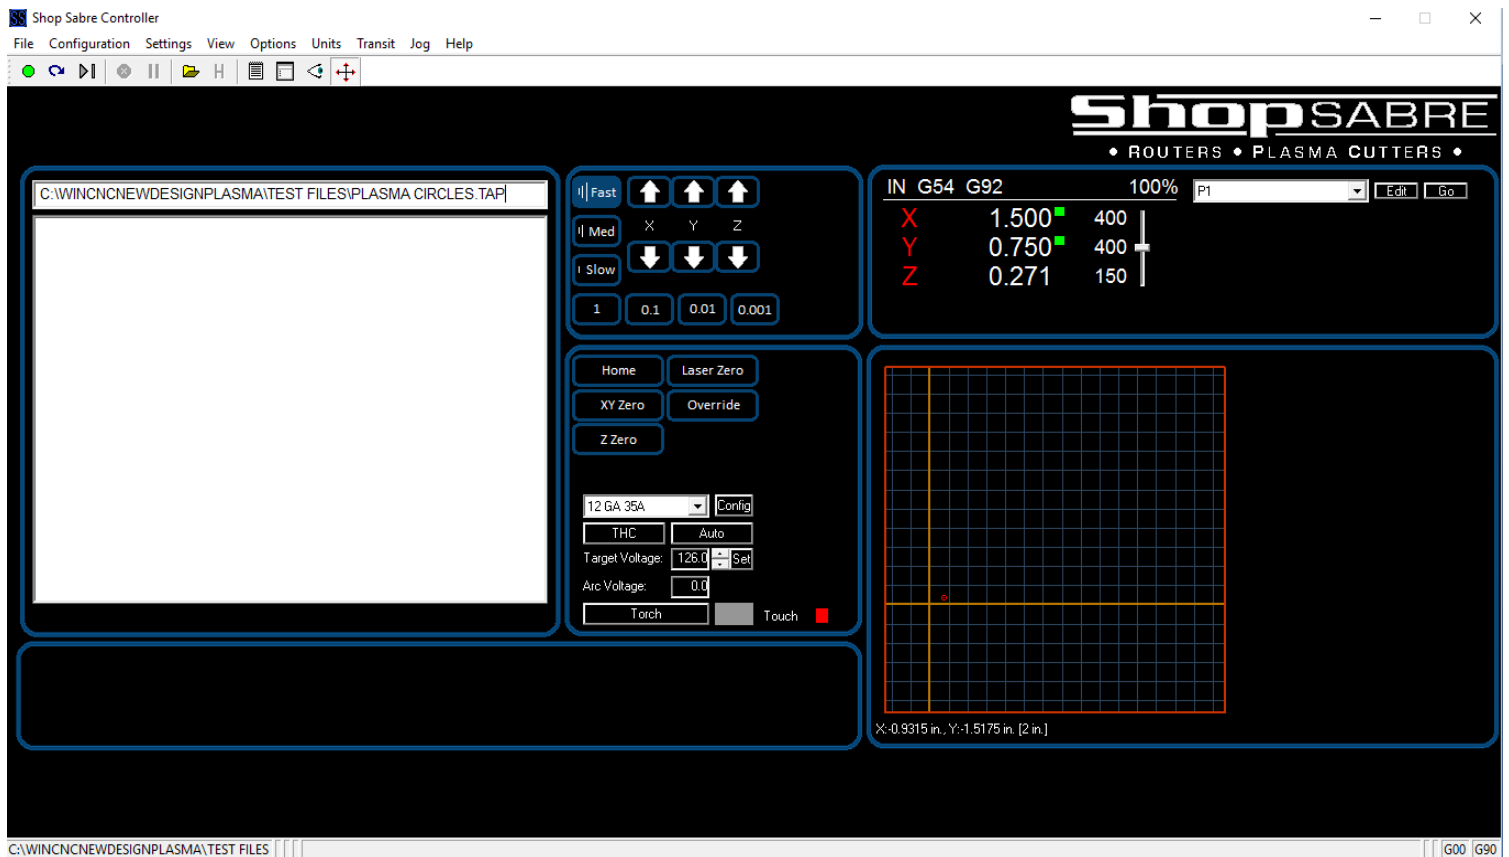 Shop Sabre Controller
File Configuration Settings View Options Units Transit Jog Help
H
ShopSABRE
• ROUTERS • PLASMA CUTTERS •
C:\WINCNCNEWDESIGNPLASMA\TEST FILES\PLASMA CIRCLES.TAP
Fast
Med
Slow
X Y Z
1 0.1 0.01 0.001
IN G54 G92 100%
X 1.500 400
Y 0.750 400
Z 0.271 150
P1 Edit Go
Home Laser Zero
XY Zero Override
Z Zero
12 GA 35A Config
THC Auto
Target Voltage: 126.0 Set
Arc Voltage: 0.0
Torch Touch
X:-0.9315 in., Y:-1.5175 in. [2 in.]
C:\WINCNCNEWDESIGNPLASMA\TEST FILES G00 G90